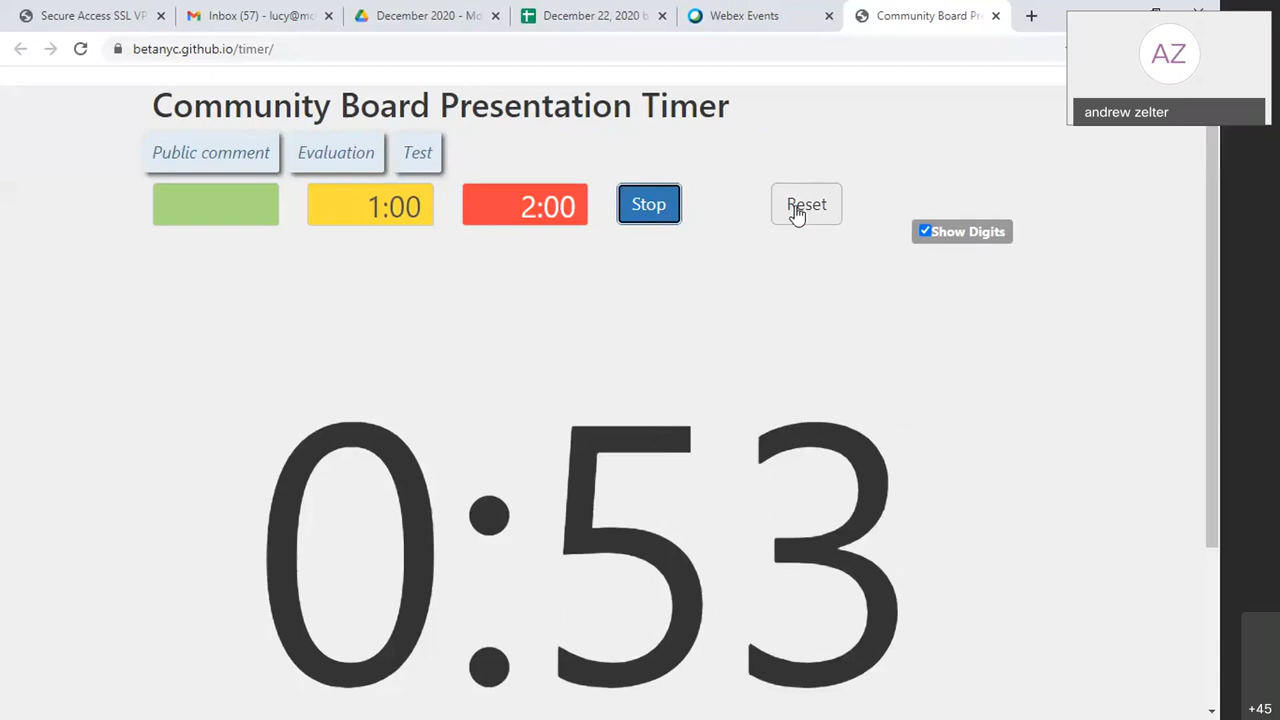 Secure Access SSL VP
Inbox (57) - lucy@mc
December 2020 - Mo
December 22, 2020 b
Webex Events
Community Board Pr
betanyc.github.io/timer/
AZ
andrew zelter
Community Board Presentation Timer
Public comment
Evaluation
Test
1:00
2:00
Stop
Reset
Show Digits
0:53
+45